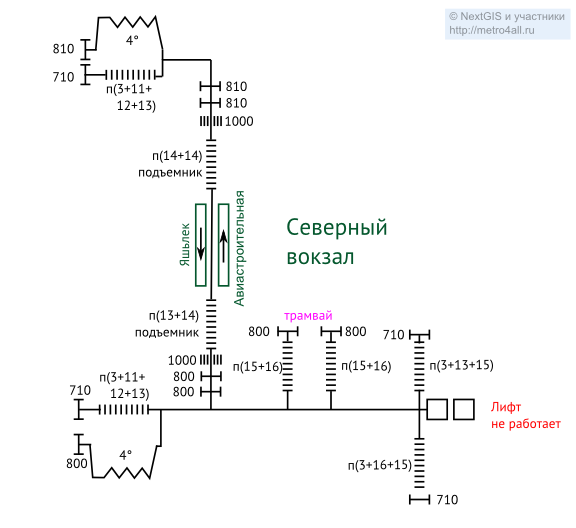 © NextGIS и участники
http://metro4all.ru
4°
810
710
п(3+11+
12+13)
810
810
1000
п(14+14)
подъемник
Яшьлек
Авиастроительная
Северный
вокзал
п(13+14)
подъемник
трамвай
800
800
710
1000
п(15+16)
п(15+16)
п(3+13+15)
800
п(3+11+
12+13)
710
800
Лифт
не работает
4°
800
п(3+16+15)
710